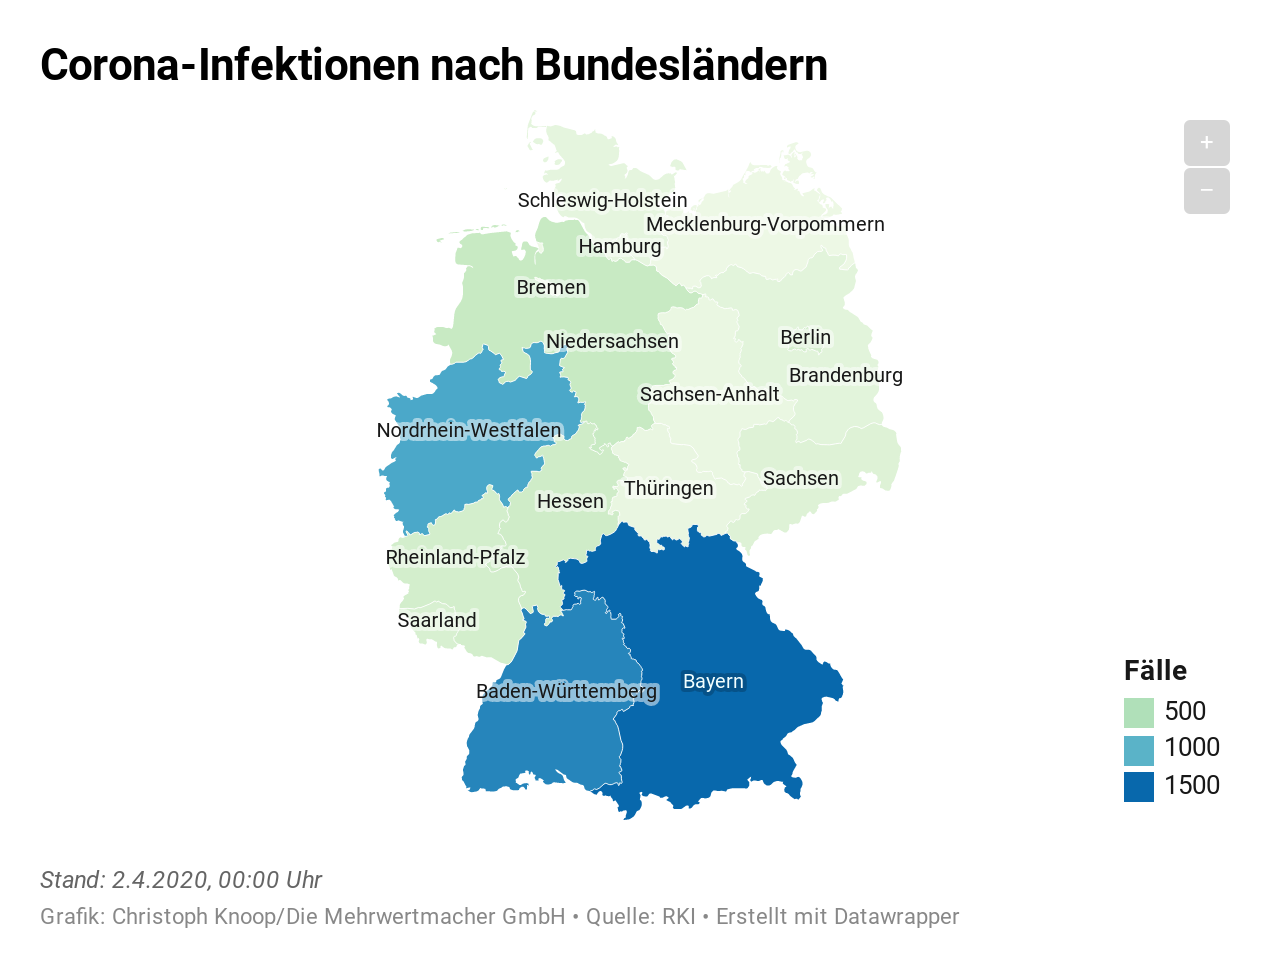 Corona-Infektionen nach Bundesländern
+
−
Schleswig-Holstein
Mecklenburg-Vorpommern
Hamburg
Bremen
Berlin
Niedersachsen
Brandenburg
Sachsen-Anhalt
Nordrhein-Westfalen
Sachsen
Thüringen
Hessen
Rheinland-Pfalz
Saarland
Bayern
Baden-Württemberg
Fälle
500
1000
1500
Stand: 2.4.2020, 00:00 Uhr
Grafik: Christoph Knoop/Die Mehrwertmacher GmbH • Quelle: RKI • Erstellt mit Datawrapper